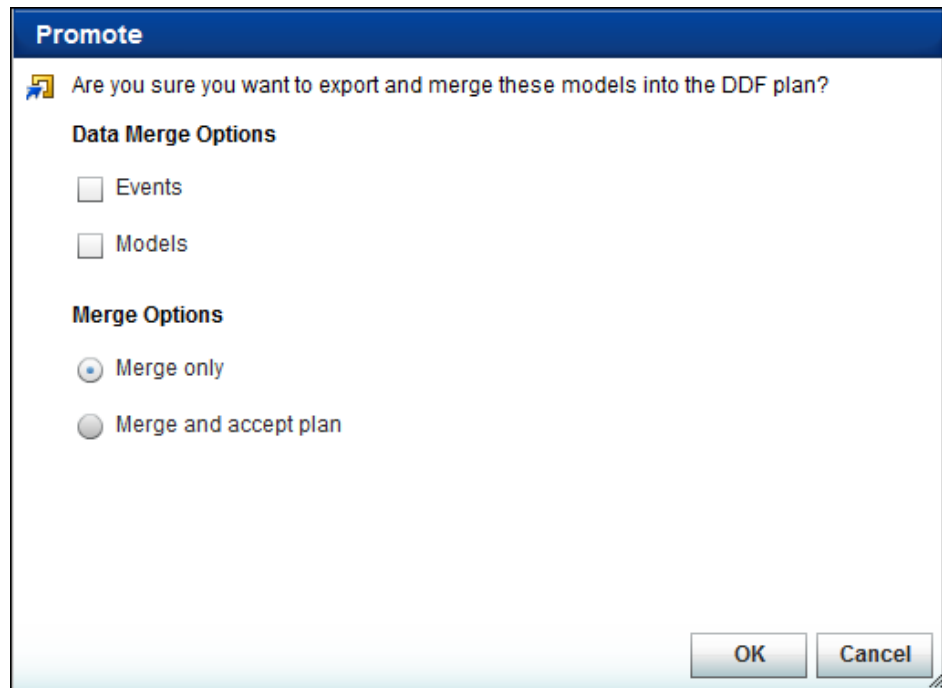 Promote
Are you sure you want to export and merge these models into the DDF plan?
Data Merge Options
Events
Models
Merge Options
Merge only
Merge and accept plan
OK Cancel